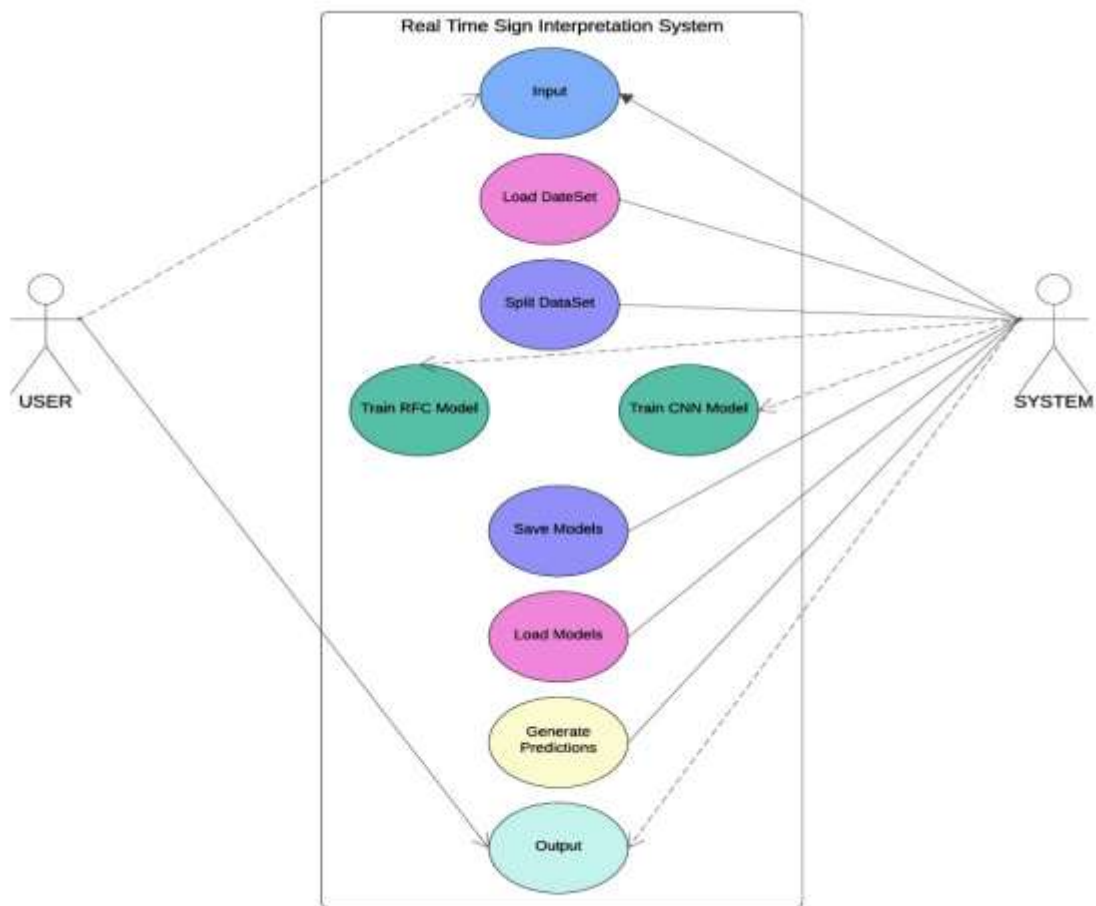 Real Time Sign Interpretation System
Input
Load DateSet
Split DataSet
USER
SYSTEM
Train RFC Model
Train CNN Model
Save Models
Load Models
Generate
Predictions
Output